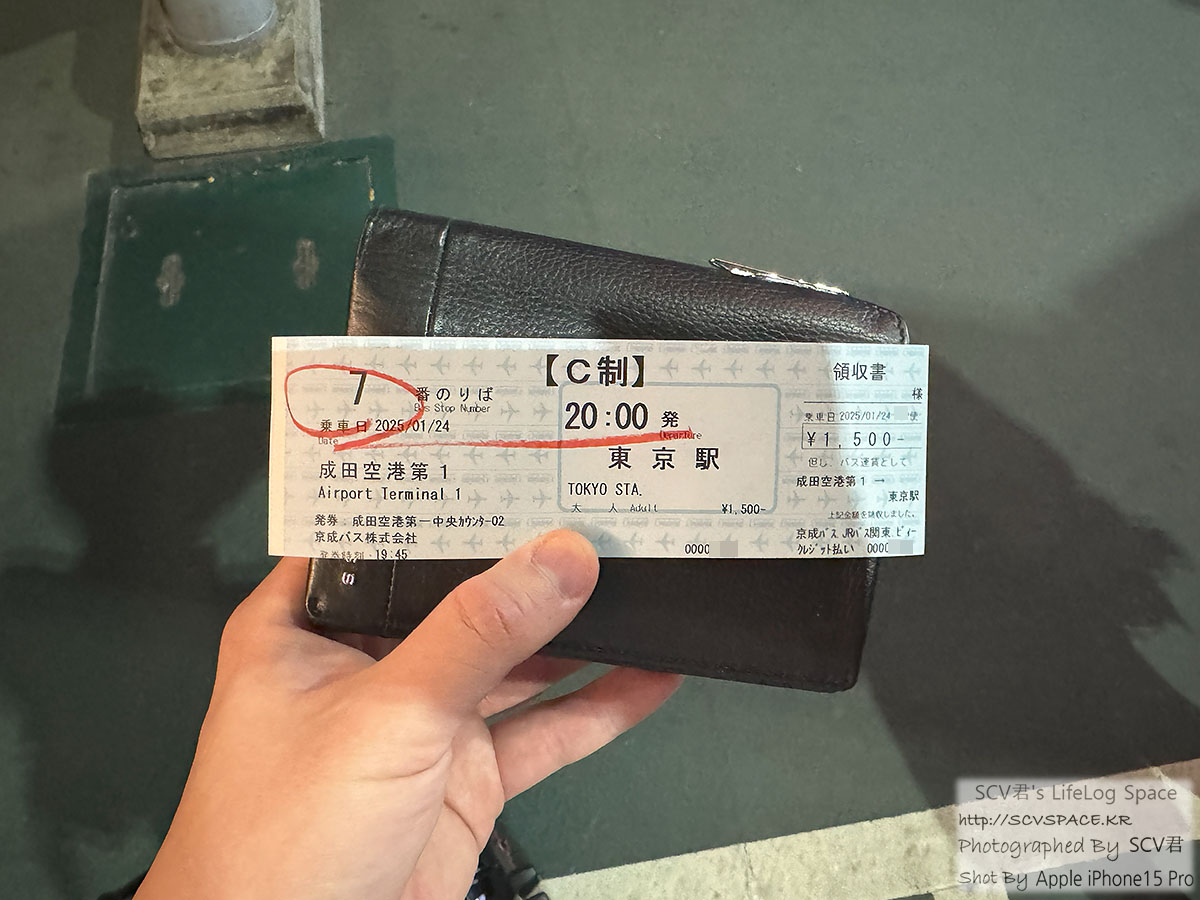 【C制】
7 番のりば
Bus Stop Number
乗車日 2025/01/24
Date
20:00 発
Departure
成田空港第1
Airport Terminal 1
東京駅
TOKYO STA.
大人 Adult ¥1,500-
発券:成田空港第一中央カウンタ-02
京成バス株式会社
発券時刻:19:45
0000
領収書
様
乗車日 2025/01/24 便
¥1,500-
但し、バス運賃として
成田空港第1 →
東京駅
上記金額を領収しました。
京成バス JRバス関東 ビィー
クレジット払い 0000
SCV君's LifeLog Space
http://SCVSPACE.KR
Photographed By SCV君
Shot By Apple iPhone15 Pro